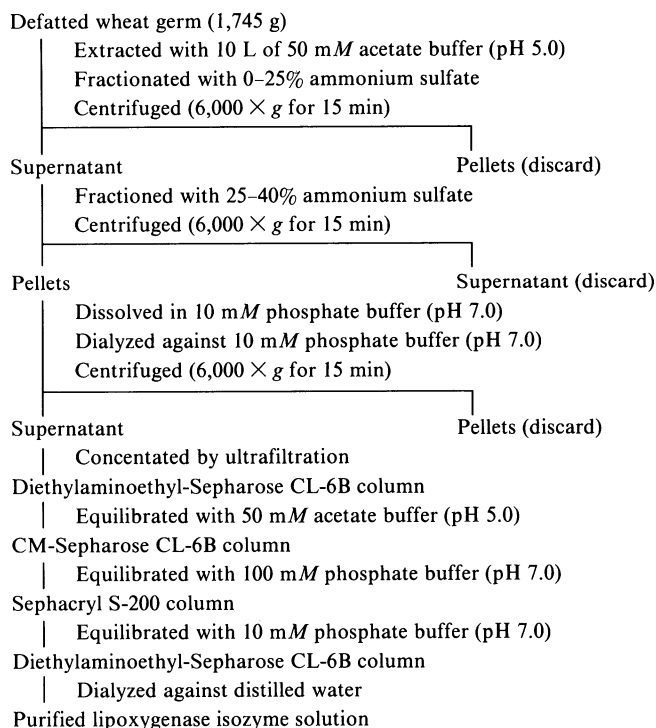 Defatted wheat germ (1,745 g)
Extracted with 10 L of 50 mM acetate buffer (pH 5.0)
Fractionated with 0–25% ammonium sulfate
Centrifuged (6,000 × g for 15 min)
Supernatant Pellets (discard)
Fractioned with 25–40% ammonium sulfate
Centrifuged (6,000 × g for 15 min)
Pellets Supernatant (discard)
Dissolved in 10 mM phosphate buffer (pH 7.0)
Dialyzed against 10 mM phosphate buffer (pH 7.0)
Centrifuged (6,000 × g for 15 min)
Supernatant Pellets (discard)
Concentated by ultrafiltration
Diethylaminoethyl-Sepharose CL-6B column
Equilibrated with 50 mM acetate buffer (pH 5.0)
CM-Sepharose CL-6B column
Equilibrated with 100 mM phosphate buffer (pH 7.0)
Sephacryl S-200 column
Equilibrated with 10 mM phosphate buffer (pH 7.0)
Diethylaminoethyl-Sepharose CL-6B column
Dialyzed against distilled water
Purified lipoxygenase isozyme solution